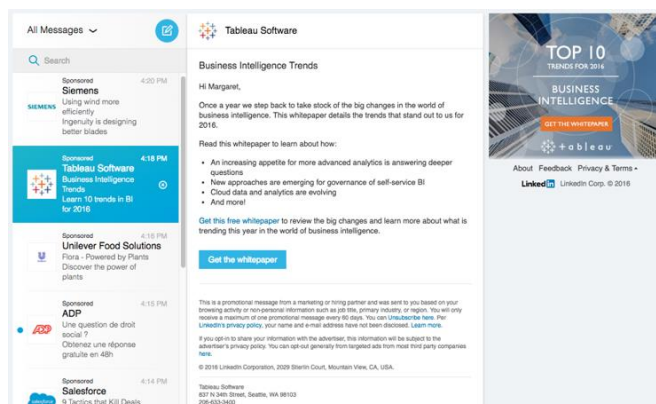 All Messages
Search
Sponsored 4:20 PM
Siemens
Using wind more
efficiently
Ingenuity is designing
better blades
SIEMENS
Sponsored 4:18 PM
Tableau Software
Business Intelligence
Trends
Learn 10 trends in BI
for 2016
Sponsored 4:18 PM
Unilever Food Solutions
Flora - Powered by Plants
Discover the power of
plants
Sponsored 4:15 PM
ADP
Une question de droit
social ?
Obtenez une réponse
gratuite en 48h
Sponsored 4:14 PM
Salesforce
9 Tactics that Kill Deals
Tableau Software
Business Intelligence Trends
Hi Margaret,
Once a year we step back to take stock of the big changes in the world of
business intelligence. This whitepaper details the trends that stand out to us for
2016.
Read this whitepaper to learn about how:
• An increasing appetite for more advanced analytics is answering deeper
questions
• New approaches are emerging for governance of self-service BI
• Cloud data and analytics are evolving
• And more!
Get this free whitepaper to review the big changes and learn more about what is
trending this year in the world of business intelligence.
Get the whitepaper
This is a promotional message from a marketing or hiring partner and was sent to you based on your
browsing activity or non-personal information such as job title, primary industry, or region. You will only
receive a maximum of one promotional message every 60 days. You can Unsubscribe here. Per
LinkedIn's privacy policy, your name and e-mail address have not been disclosed. Learn more.
If you opt-in to share your information with the advertiser, this information will be subject to the
advertiser's privacy policy. You can opt-out generally from targeted ads from most third party companies
here.
© 2016 LinkedIn Corporation, 2029 Stierlin Court, Mountain View, CA, USA.
Tableau Software
837 N 34th Street, Seattle, WA 98103
206-633-3400
TOP 10
TRENDS FOR 2016
BUSINESS
INTELLIGENCE
GET THE WHITEPAPER
+ableau
About Feedback Privacy & Terms
LinkedIn LinkedIn Corp. © 2016